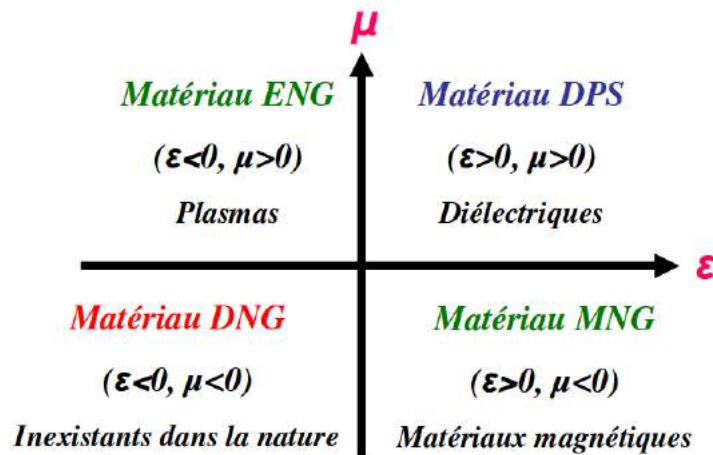 μ
Matériau ENG
(ε<0, μ>0)
Plasmas
Matériau DPS
(ε>0, μ>0)
Diélectriques
ε
Matériau DNG
(ε<0, μ<0)
Inexistants dans la nature
Matériau MNG
(ε>0, μ<0)
Matériaux magnétiques